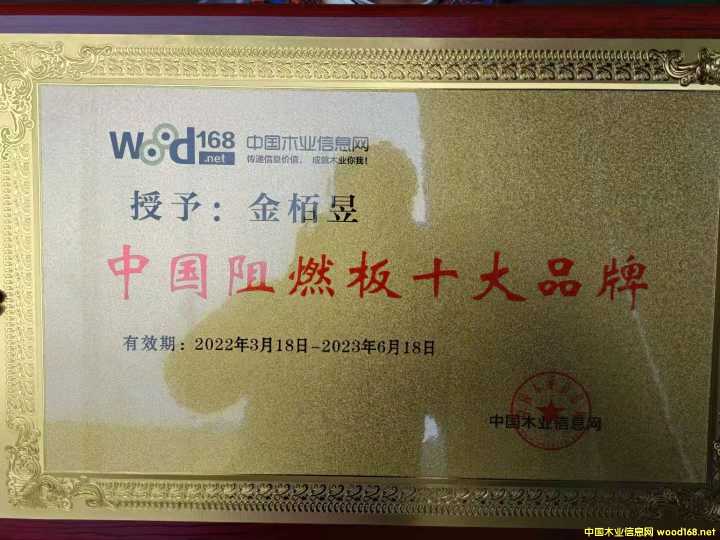 Wood168.net 中国木业信息网
传递信息价值，成就木业你我！
授予：金栢昱
中国阻燃板十大品牌
有效期：2022年3月18日-2023年6月18日
中国木业信息网
中国木业信息网 wood168.net